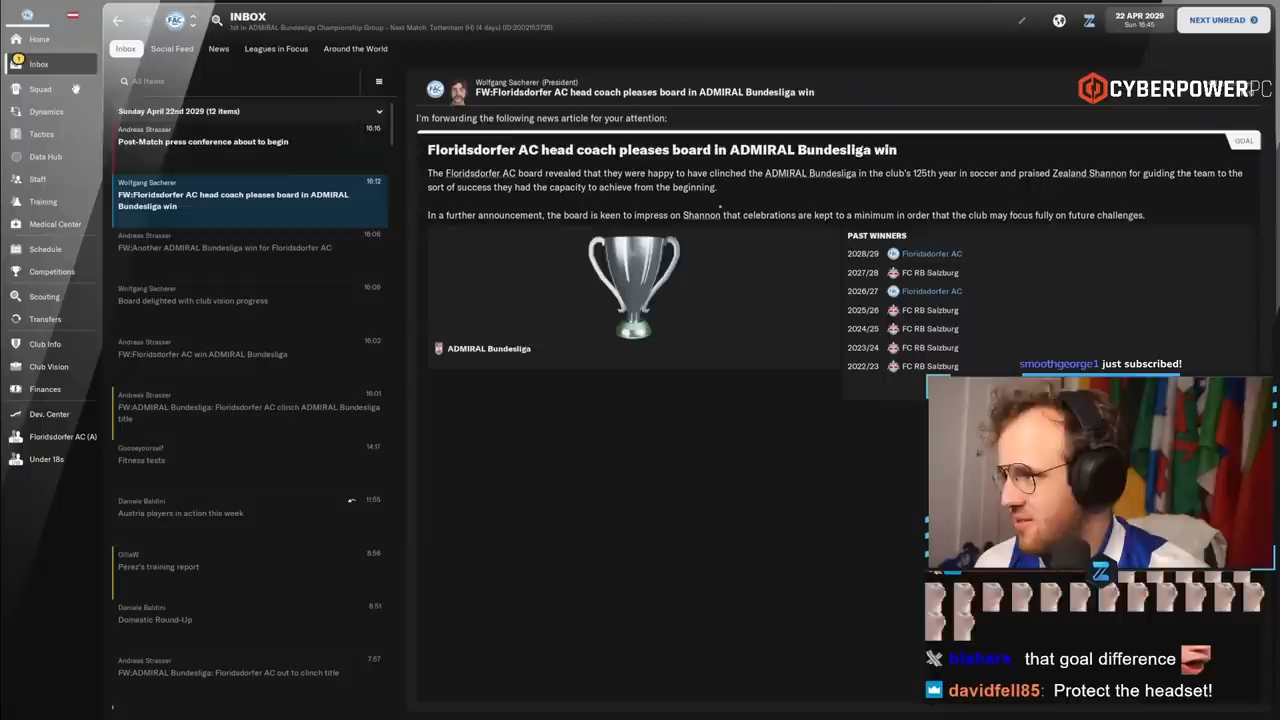 INBOX
1st in ADMIRAL Bundesliga Championship Group - Next Match: Tottenham (H) (4 days) (ID:2002153726)
22 APR 2029
Sun 16:45
NEXT UNREAD
FAC
Home
1
Inbox
Squad
Dynamics
Tactics
Data Hub
Staff
Training
Medical Center
Schedule
Competitions
Scouting
Transfers
Club Info
Club Vision
Finances
Dev. Center
Floridsdorfer AC (A)
Under 18s
Inbox
Social Feed
News
Leagues in Focus
Around the World
All Items
Sunday April 22nd 2029 (12 items)
Andreas Strasser 16:16
Post-Match press conference about to begin
Wolfgang Sacherer 16:12
FW:Floridsdorfer AC head coach pleases board in ADMIRAL
Bundesliga win
Andreas Strasser 16:06
FW:Another ADMIRAL Bundesliga win for Floridsdorfer AC
Wolfgang Sacherer 16:06
Board delighted with club vision progress
Andreas Strasser 16:02
FW:Floridsdorfer AC win ADMIRAL Bundesliga
Andreas Strasser 16:01
FW:ADMIRAL Bundesliga: Floridsdorfer AC clinch ADMIRAL Bundesliga
title
Gooseyourself 14:17
Fitness tests
Daniele Baldini 11:55
Austria players in action this week
OllieW 8:56
Perez's training report
Daniele Baldini 8:51
Domestic Round-Up
Andreas Strasser 7:57
FW:ADMIRAL Bundesliga: Floridsdorfer AC out to clinch title
Wolfgang Sacherer (President)
FW:Floridsdorfer AC head coach pleases board in ADMIRAL Bundesliga win
CYBERPOWERPC
I'm forwarding the following news article for your attention:
GOAL
Floridsdorfer AC head coach pleases board in ADMIRAL Bundesliga win
The Floridsdorfer AC board revealed that they were happy to have clinched the ADMIRAL Bundesliga in the club's 125th year in soccer and praised Zealand Shannon for guiding the team to the
sort of success they had the capacity to achieve from the beginning.
In a further announcement, the board is keen to impress on Shannon that celebrations are kept to a minimum in order that the club may focus fully on future challenges.
ADMIRAL Bundesliga
PAST WINNERS
2028/29 Floridsdorfer AC
2027/28 FC RB Salzburg
2026/27 Floridsdorfer AC
2025/26 FC RB Salzburg
2024/25 FC RB Salzburg
2023/24 FC RB Salzburg
2022/23 FC RB Salzburg
smoothgeorge1 just subscribed!
that goal difference
davidfell85: Protect the headset!